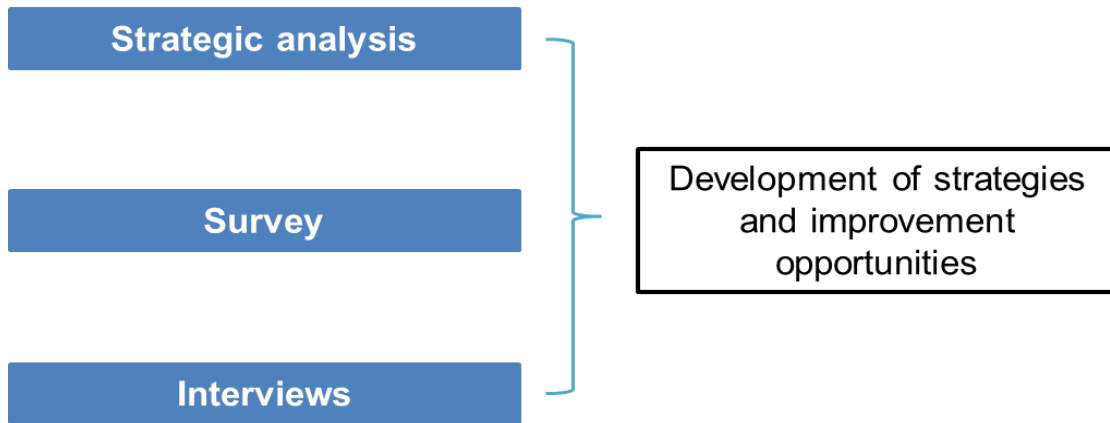 Strategic analysis
Survey
Interviews
Development of strategies
and improvement
opportunities